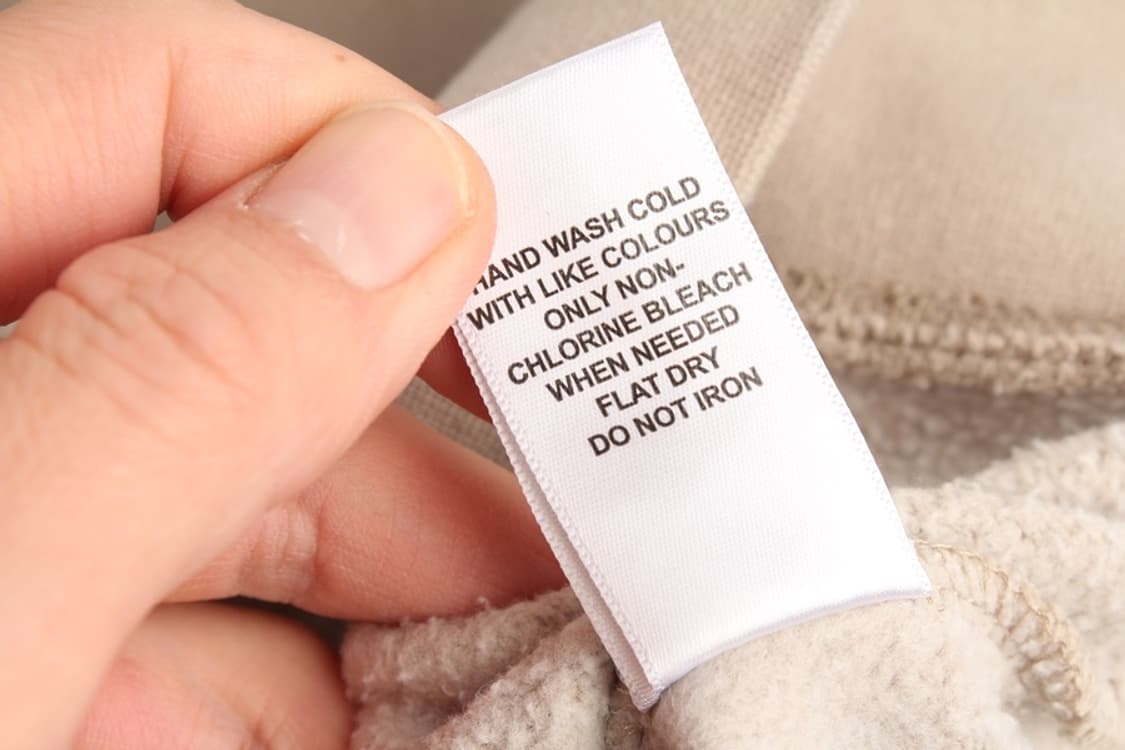 HAND WASH COLD
WITH LIKE COLOURS
ONLY NON-
CHLORINE BLEACH
WHEN NEEDED
FLAT DRY
DO NOT IRON